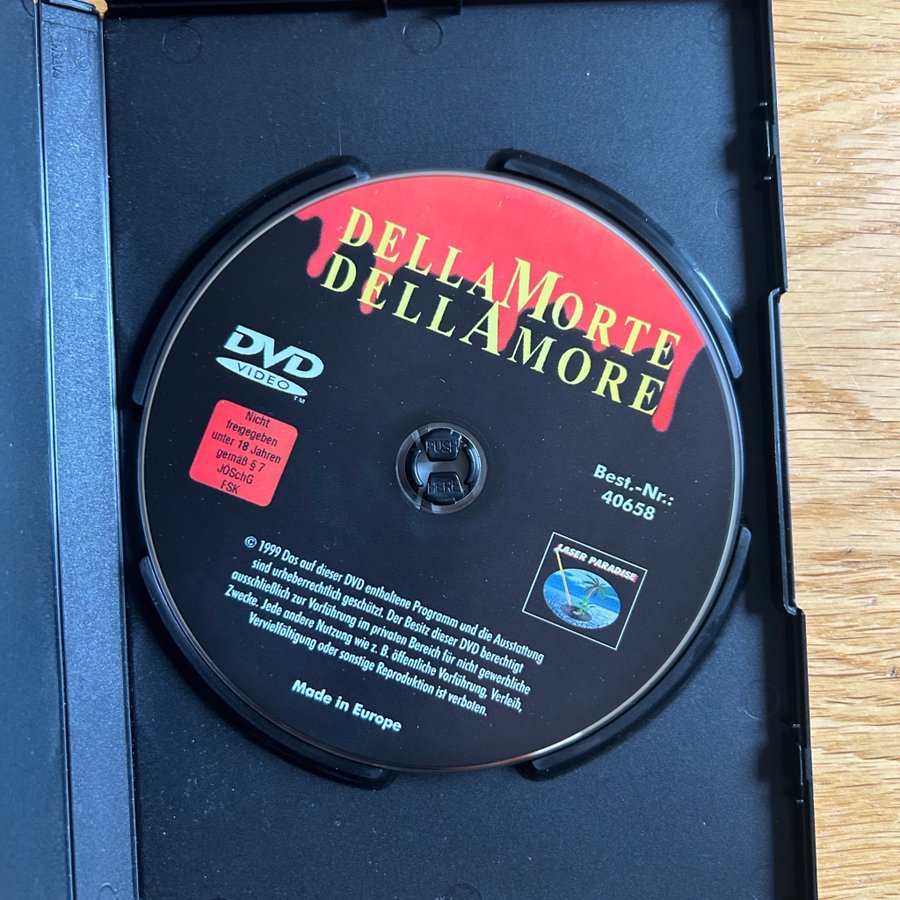 DELLAMORTE
DELLAMORE
DVD
VIDEO
TM
Nicht
freigegeben
unter 18 Jahren
gemäß § 7
JÖSchG
FSK
PUSH
HERE
Best.-Nr.:
40658
LASER PARADISE
© 1999 Das auf dieser DVD enthaltene Programm und die Ausstattung
sind urheberrechtlich geschützt. Der Besitz dieser DVD berechtigt
ausschließlich zur Vorführung im privaten Bereich für nicht gewerbliche
Zwecke. Jede andere Nutzung wie z. B. öffentliche Vorführung, Verleih,
Vervielfältigung oder sonstige Reproduktion ist verboten.
Made in Europe